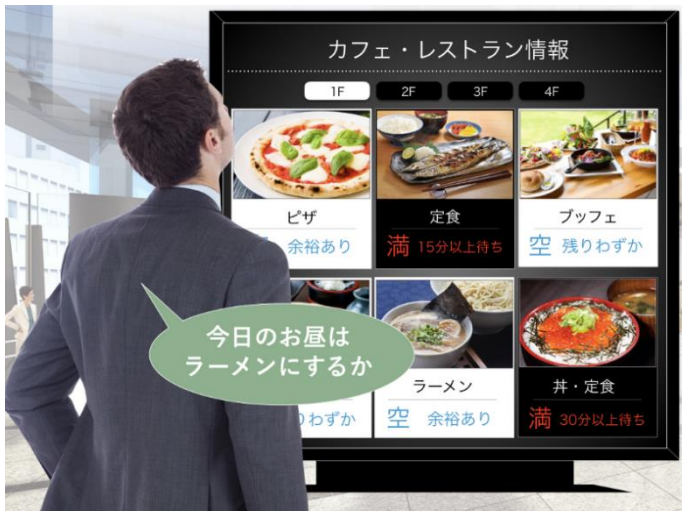 カフェ・レストラン情報
1F 2F 3F 4F
ピザ
余裕あり
定食
満 15分以上待ち
ブッフェ
空 残りわずか
今日のお昼は
ラーメンにするか
りわずか
ラーメン
空 余裕あり
丼・定食
満 30分以上待ち